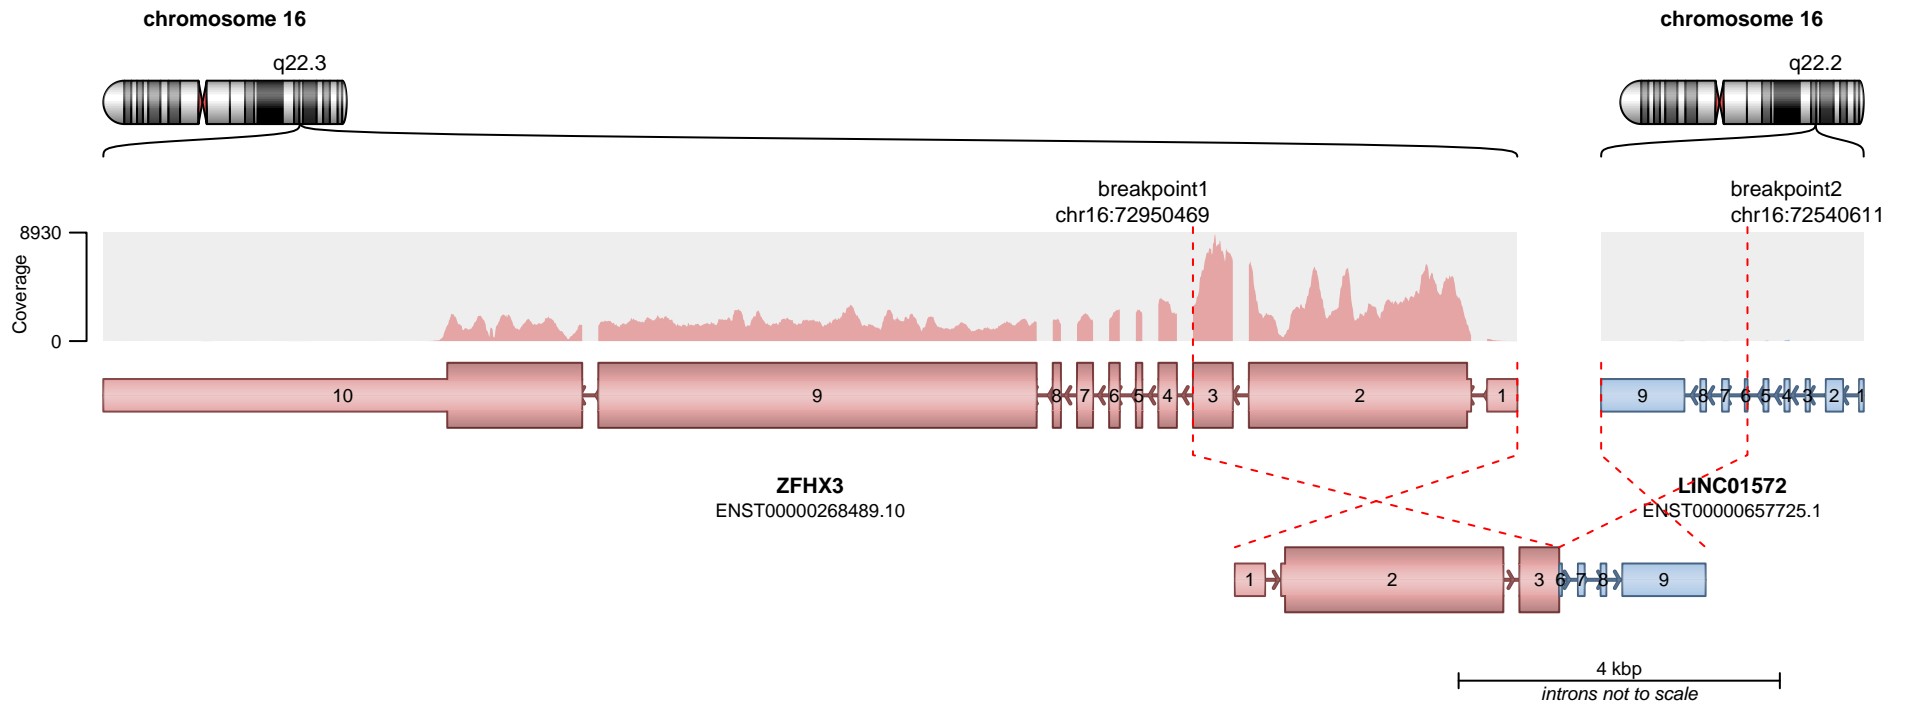 chromosome 16
chromosome 16
q22.3
q22.2
breakpoint1
chr16:72950469
breakpoint2
chr16:72540611
8930
0
Coverage
10 9 8 7 6 5 4 3 2 1
9 8 7 6 5 4 3 2 1
ZFHX3
ENST00000268489.10
LINC01572
ENST00000657725.1
1 2 3 6 7 8 9
4 kbp
introns not to scale